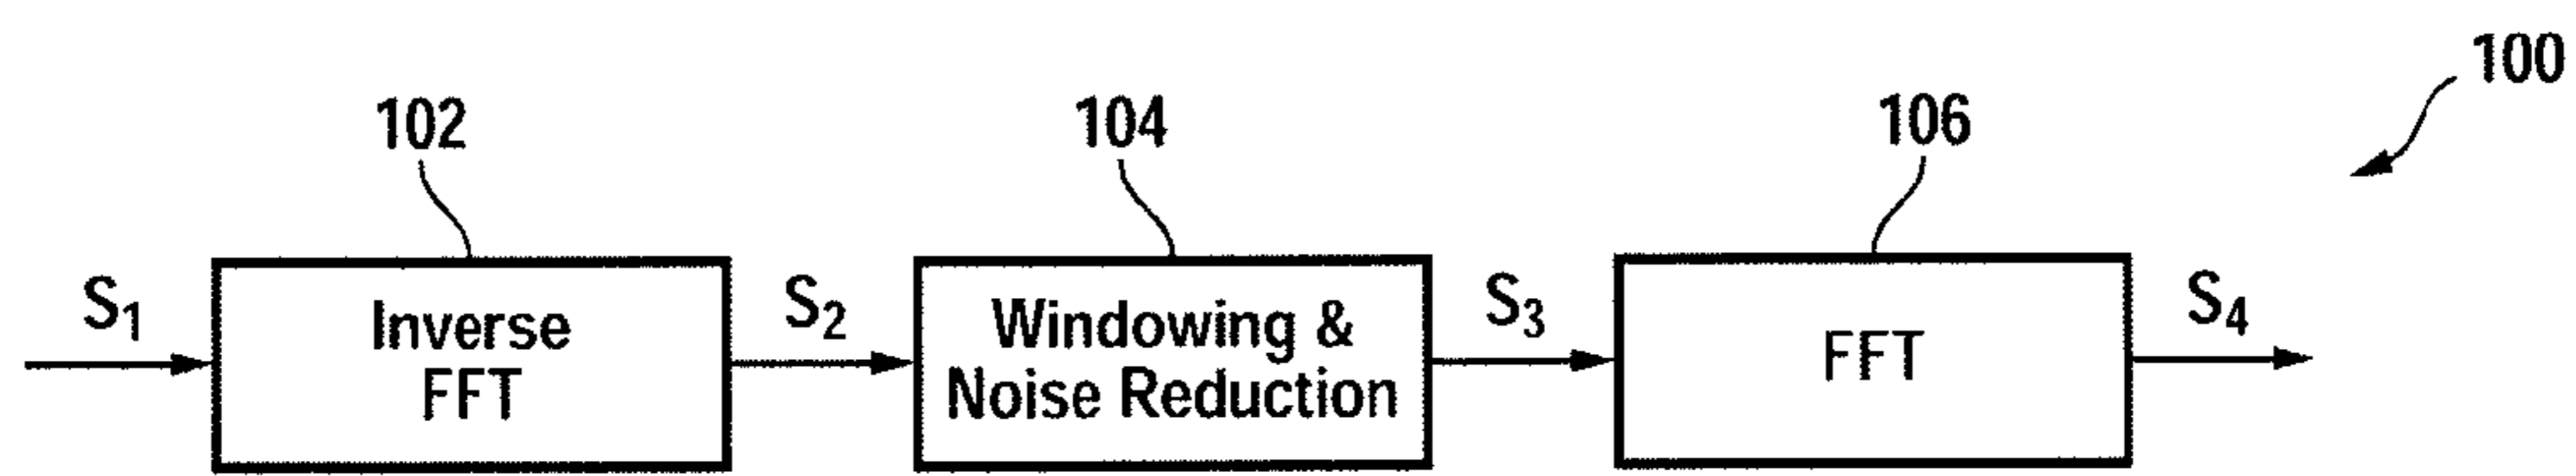 100
102
104
106
S1
Inverse
FFT
S2
Windowing &
Noise Reduction
S3
FFT
S4